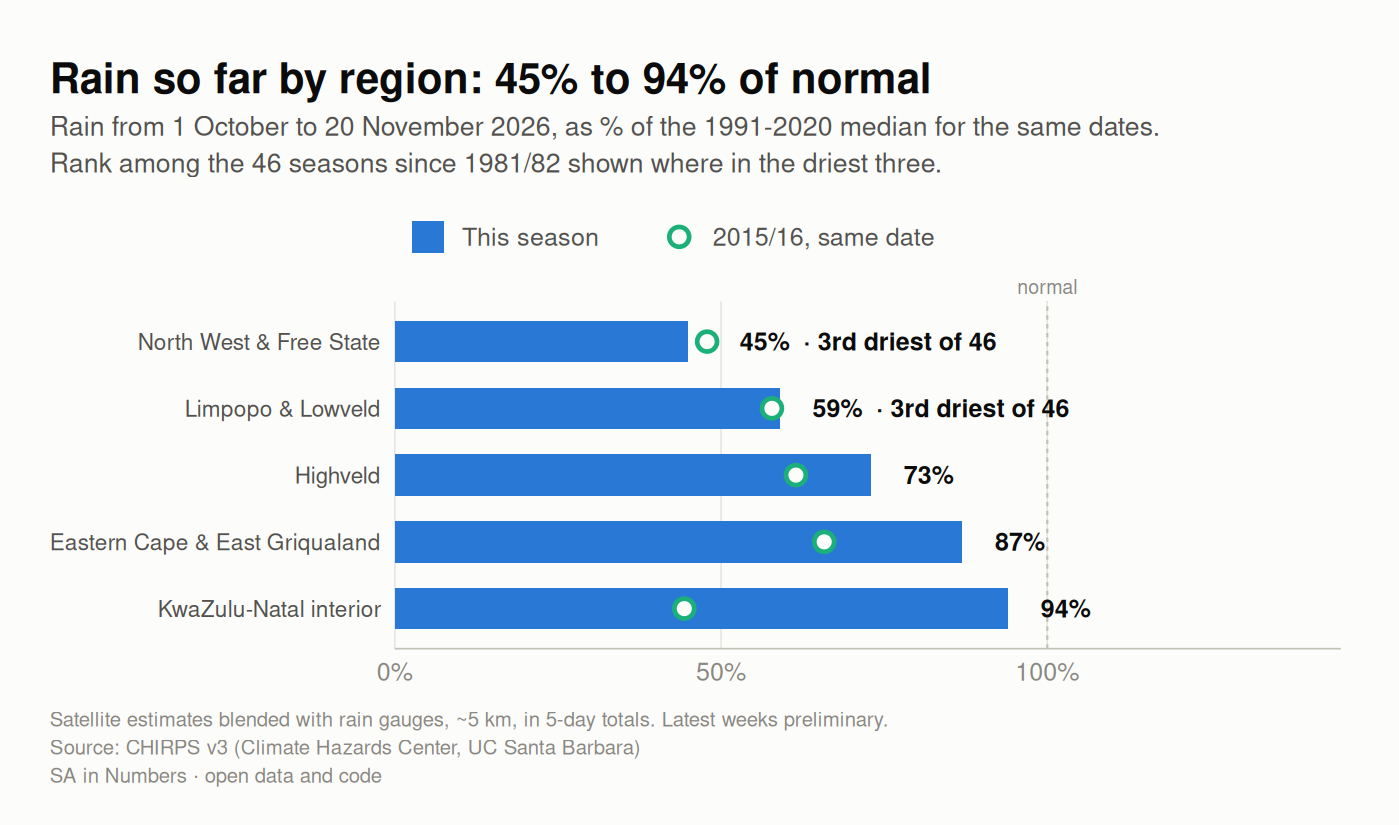 Rain so far by region: 45% to 94% of normal
Rain from 1 October to 20 November 2026, as % of the 1991-2020 median for the same dates.
Rank among the 46 seasons since 1981/82 shown where in the driest three.
This season
2015/16, same date
normal
North West & Free State
45% · 3rd driest of 46
Limpopo & Lowveld
59% · 3rd driest of 46
Highveld
73%
Eastern Cape & East Griqualand
87%
KwaZulu-Natal interior
94%
0%
50%
100%
Satellite estimates blended with rain gauges, ~5 km, in 5-day totals. Latest weeks preliminary.
Source: CHIRPS v3 (Climate Hazards Center, UC Santa Barbara)
SA in Numbers · open data and code